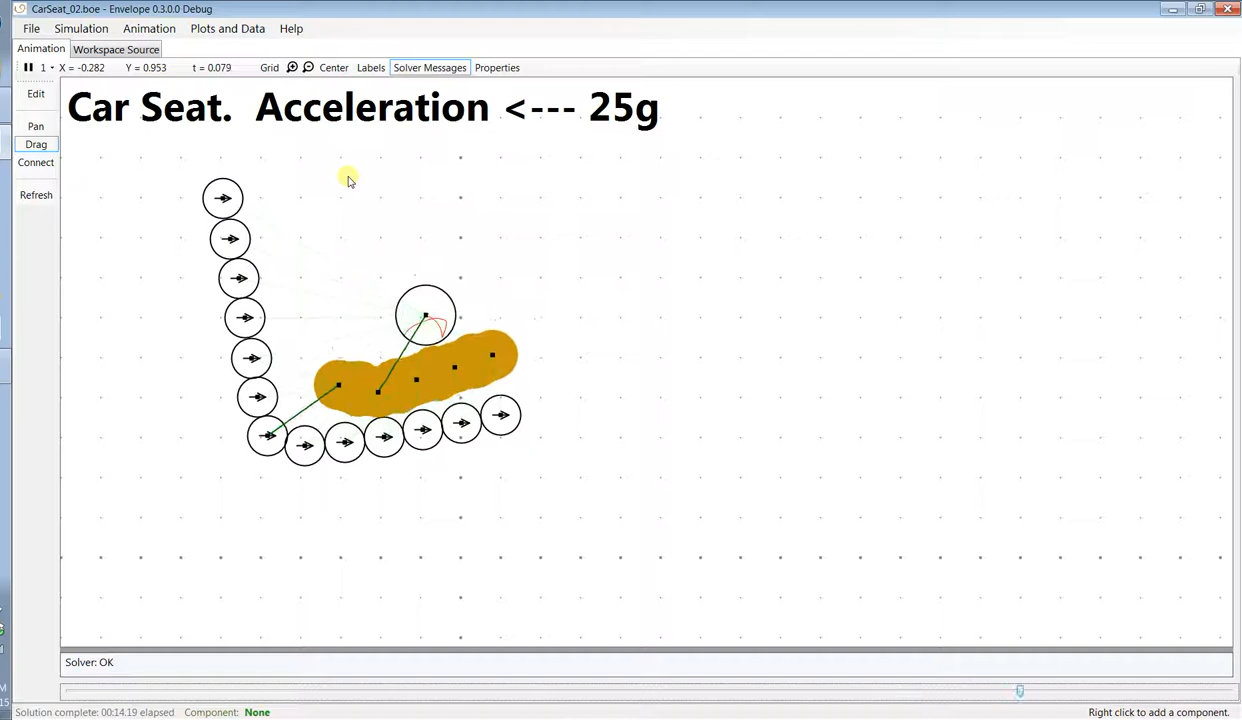 CarSeat_02.boe - Envelope 0.3.0.0 Debug
File Simulation Animation Plots and Data Help
Animation Workspace Source
1 X = -0.282 Y = 0.953 t = 0.079 Grid Center Labels Solver Messages Properties
Edit
Car Seat. Acceleration <--- 25g
Pan
Drag
Connect
Refresh
Solver: OK
M
15
Solution complete: 00:14.19 elapsed Component: None Right click to add a component.